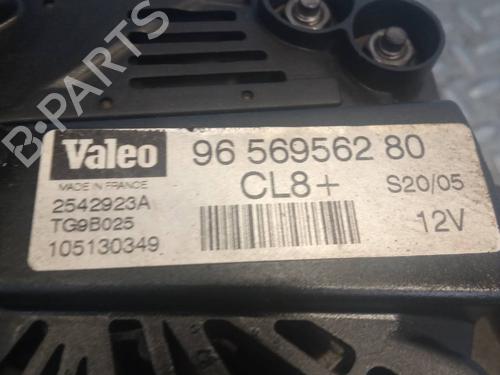 B-PARTS
Valeo
MADE IN FRANCE
2542923A
TG9B025
105130349
96 569562 80
CL8+
S20/05
12V